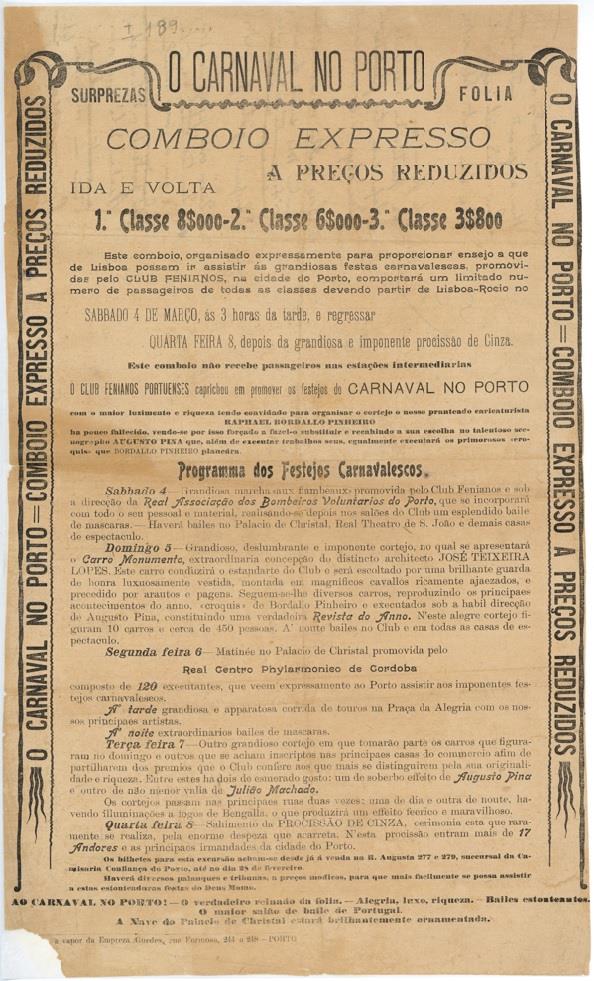 ± 189....
O CARNAVAL NO PORTO
SURPREZAS
FOLIA
COMBOIO EXPRESSO
A PREÇOS REDUZIDOS
IDA E VOLTA
1.ª Classe 8$000-2.ª Classe 6$000-3.ª Classe 3$800
Este comboio, organisado expressamente para proporcionar ensejo a que
de Lisboa possam ir assistir ás grandiosas festas carnavalescas, promovi-
das pelo CLUB FENIANOS, na cidade do Porto, comportará um limitado nu-
mero de passageiros de todas as classes devendo partir de Lisboa-Rocio no
SABBADO 4 DE MARÇO, ás 3 horas da tarde, e regressar
QUARTA FEIRA 8, depois da grandiosa e imponente procissão de Cinza.
Este comboio não recebe passageiros nas estações intermediarias
O CLUB FENIANOS PORTUENSES caprichou em promover os festejos do CARNAVAL NO PORTO
com o maior luzimento e riqueza tendo convidado para organisar o cortejo o nosso pranteado caricaturista
RAPHAEL BORDALLO PINHEIRO
ha pouco fallecido, vendo-se por isso forçado a fazel-o substituir e recahindo a sua escolha no talentoso sce-
nographo AUGUSTO PINA que, além de executar trabalhos seus, egualmente executará os primorosos «cro-
quis» que BORDALLO PINHEIRO planeára.
Programma dos Festejos Carnavalescos.
Sabbado 4—Grandiosa marcha «aux flambeaux» promovida pelo Club Fenianos e sob
a direcção da Real Associação dos Bombeiros Voluntarios do Porto, que se incorporará
com todo o seu pessoal e material, realisando-se depois nos salões do Club um esplendido baile
de mascaras.—Haverá bailes no Palacio de Christal, Real Theatro de S. João e demais casas
de espectaculo.
Domingo 5—Grandioso, deslumbrante e imponente cortejo, no qual se apresentará
o Carro Monumento, extraordinaria concepção do distincto architecto JOSÉ TEIXEIRA
LOPES. Este carro conduzirá o estandarte do Club e será escoltado por uma brilhante guarda
de honra luxuosamente vestida, montada em magnificos cavallos ricamente ajaezados, e
precedido por arautos e pagens. Seguem-se-lhe diversos carros, reproduzindo os principaes
acontecimentos do anno, «croquis» de Bordalo Pinheiro e executados sob a habil direcção
de Augusto Pina, constituindo uma verdadeira Revista do Anno. N'este alegre cortejo fi-
guram 10 carros e cerca de 450 pessoas. A' noute bailes no Club e em todas as casas de es-
pectaculo.
Segunda feira 6—Matinée no Palacio de Christal promovida pelo
Real Centro Phylarmonico de Cordoba
composto de 120 executantes, que veem expressamente ao Porto assistir aos imponentes fes-
tejos carnavalescos.
A' tarde grandiosa e apparatosa corrida de touros na Praça da Alegria com os nos-
sos principaes artistas.
A' noite extraordinarios bailes de mascaras.
Terça feira 7—Outro grandioso cortejo em que tomarão parte os carros que figura-
ram no domingo e outros que se acham inscriptos nas principaes casas do commercio afim de
partilharem dos premios que o Club confere aos que mais se distinguirem pela sua originali-
dade e riqueza. Entre estes ha dois de esmerado gosto: um de soberbo effeito de Augusto Pina
e outro de não menor valia de Julião Machado.
Os cortejos passam nas principaes ruas duas vezes: uma de dia e outra de noute, ha-
vendo illuminações a fogos de Bengalla, o que produzirá um effeito feerico e maravilhoso.
Quarta feira 8—Sahimento da PROCISSÃO DE CINZA, cerimonia esta que rara-
mente se realiza, pela enorme despeza que acarreta. N'esta procissão entram mais de 17
Andores e as principaes irmandades da cidade do Porto.
Os bilhetes para esta excursão acham-se desde já á venda na R. Augusta 277 e 279, succursal da Ca-
misaria Confiança do Porto, até no dia 28 de fevereiro.
Haverá diversos palanques e tribunas, a preços modicos, para que mais facilmente se possa assistir
a estas estonteadoras festas do Deus Momo.
AO CARNAVAL NO PORTO!—O verdadeiro reinado da folia.—Alegria, luxo, riqueza.—Bailes estonteantes.
O maior salão de baile de Portugal.
A Nave do Palacio de Christal estará brilhantemente ornamentada.
a vapor da Empreza Guedes, rua Formosa, 244 a 248—PORTO
O CARNAVAL NO PORTO=COMBOIO EXPRESSO A PREÇOS REDUZIDOS
O CARNAVAL NO PORTO=COMBOIO EXPRESSO A PREÇOS REDUZIDOS